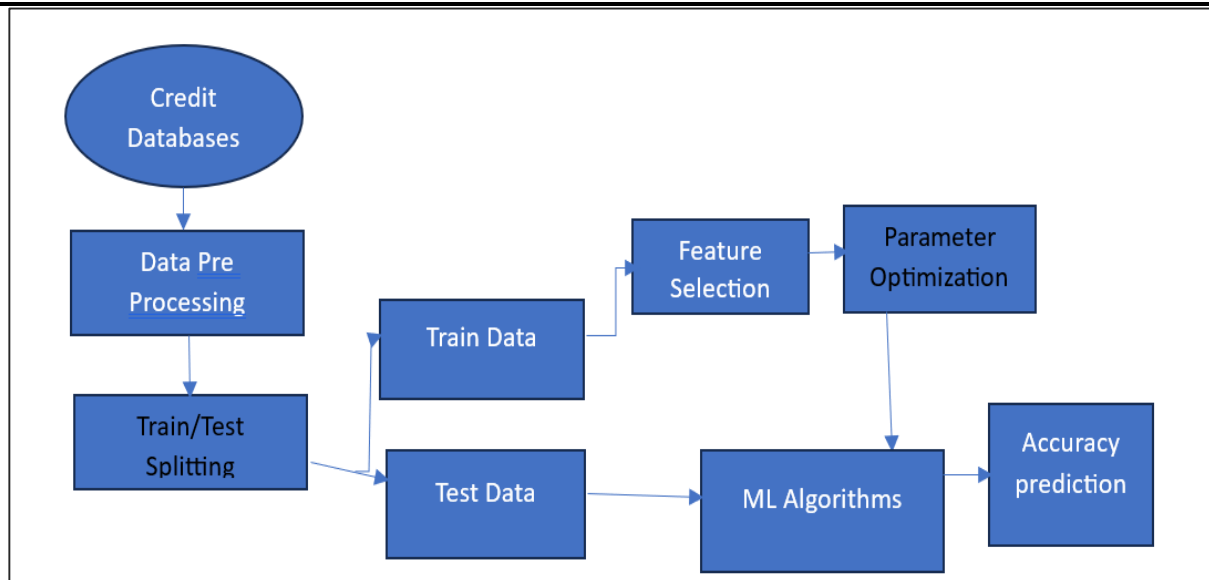 Credit
Databases
Data Pre
Processing
Train/Test
Splitting
Train Data
Test Data
Feature
Selection
Parameter
Optimization
ML Algorithms
Accuracy
prediction